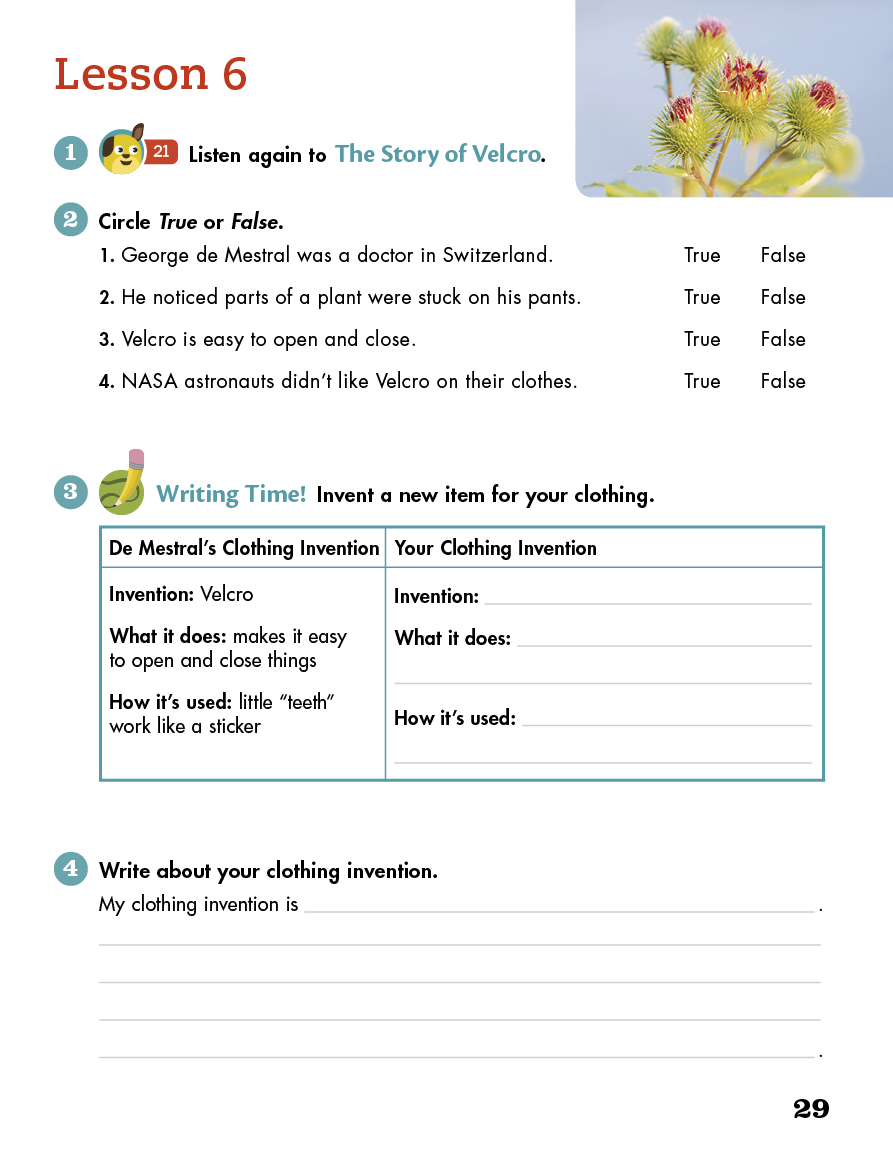 Lesson 6
1 21 Listen again to The Story of Velcro.
2 Circle True or False.
1. George de Mestral was a doctor in Switzerland. True False
2. He noticed parts of a plant were stuck on his pants. True False
3. Velcro is easy to open and close. True False
4. NASA astronauts didn't like Velcro on their clothes. True False
3 Writing Time! Invent a new item for your clothing.
De Mestral's Clothing Invention
Invention: Velcro
What it does: makes it easy
to open and close things
How it's used: little “teeth”
work like a sticker
Your Clothing Invention
Invention:
What it does:
How it's used:
4 Write about your clothing invention.
My clothing invention is .
.
29